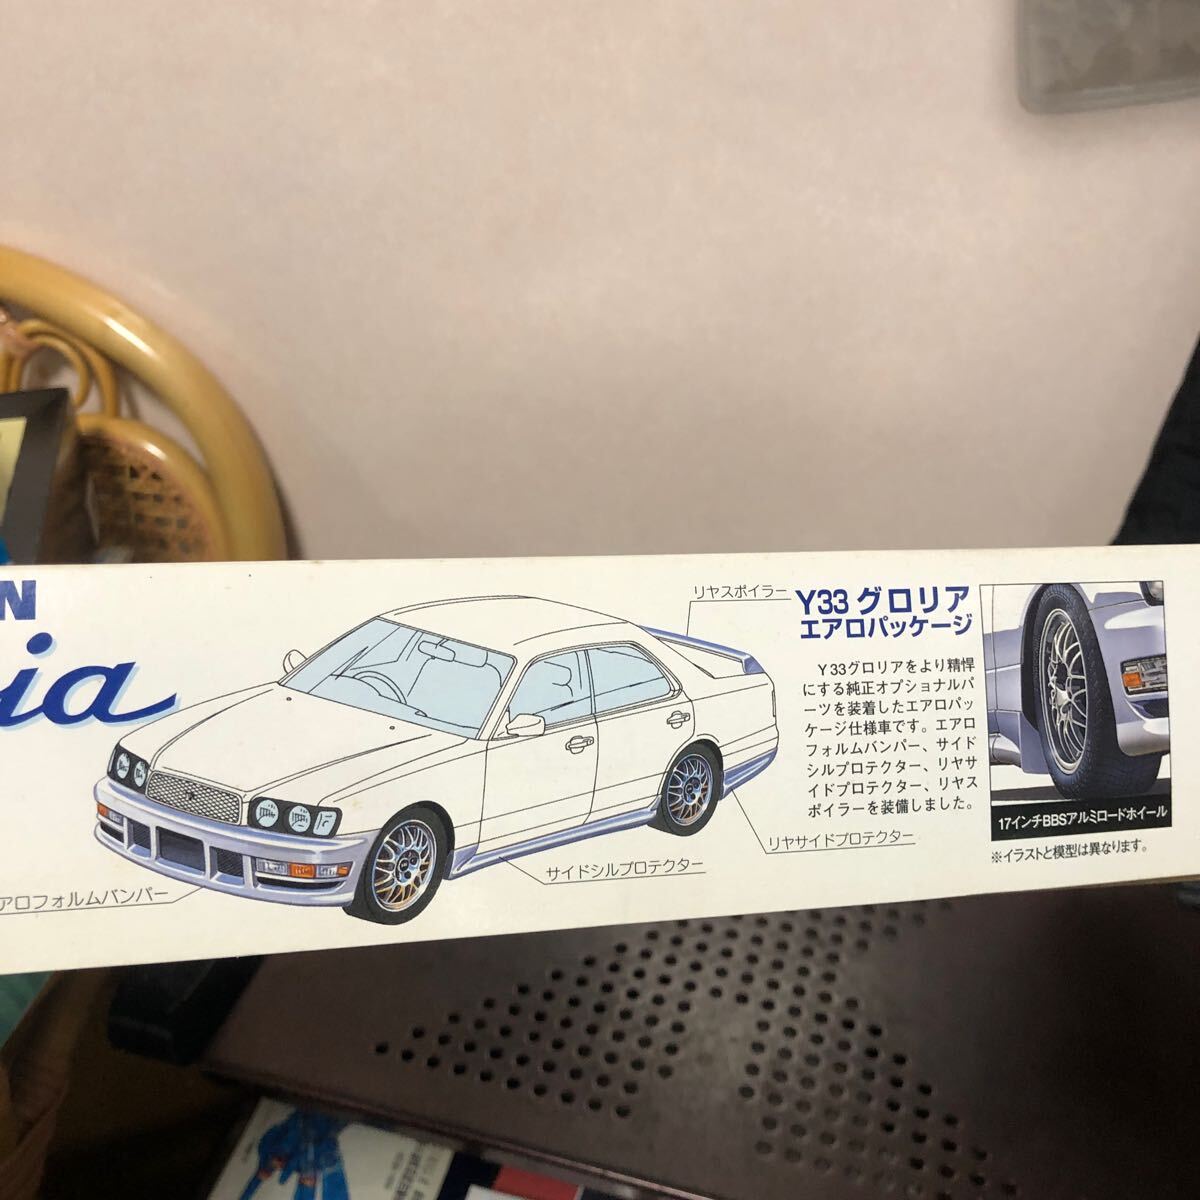 N
ia
リヤスポイラー
Y33 グロリア
エアロパッケージ
Y33グロリアをより精悍
にする純正オプショナルパ
ーツを装着したエアロパッ
ケージ仕様車です。エアロ
フォルムバンパー、サイド
シルプロテクター、リヤサ
イドプロテクター、リヤス
ポイラーを装備しました。
17インチBBSアルミロードホイール
※イラストと模型は異なります。
リヤサイドプロテクター
サイドシルプロテクター
アロフォルムバンパー